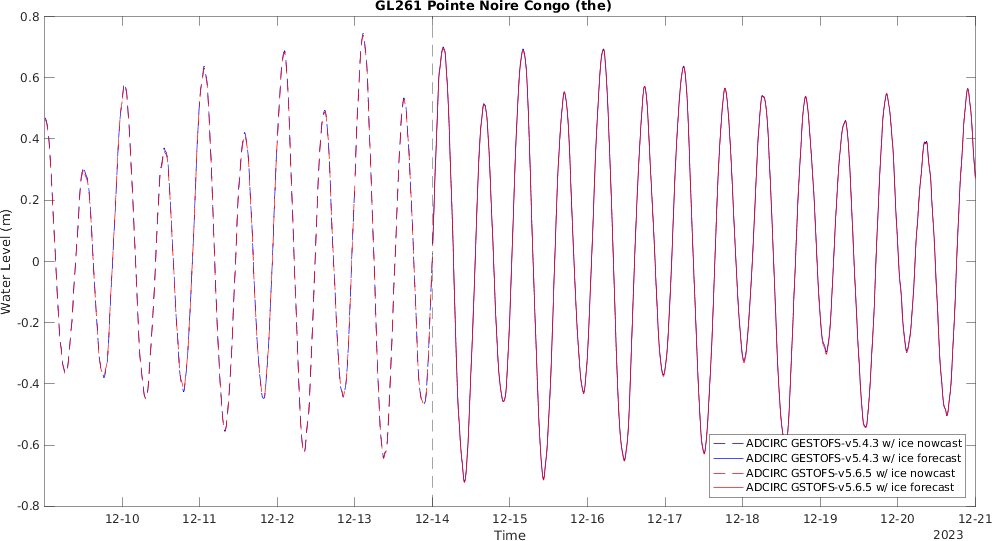 GL261 Pointe Noire Congo (the)
0.8
0.6
0.4
0.2
0
-0.2
-0.4
-0.6
-0.8
Water Level (m)
ADCIRC GESTOFS-v5.4.3 w/ ice nowcast
ADCIRC GESTOFS-v5.4.3 w/ ice forecast
ADCIRC GSTOFS-v5.6.5 w/ ice nowcast
ADCIRC GSTOFS-v5.6.5 w/ ice forecast
12-10 12-11 12-12 12-13 12-14 12-15 12-16 12-17 12-18 12-19 12-20 12-21
Time
2023